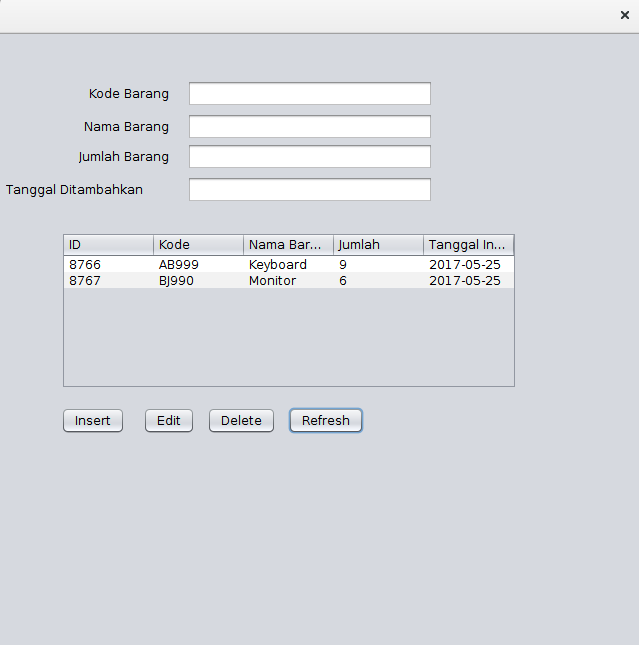 Kode Barang
Nama Barang
Jumlah Barang
Tanggal Ditambahkan
ID Kode Nama Bar... Jumlah Tanggal In...
8766 AB999 Keyboard 9 2017-05-25
8767 BJ990 Monitor 6 2017-05-25
Insert Edit Delete Refresh